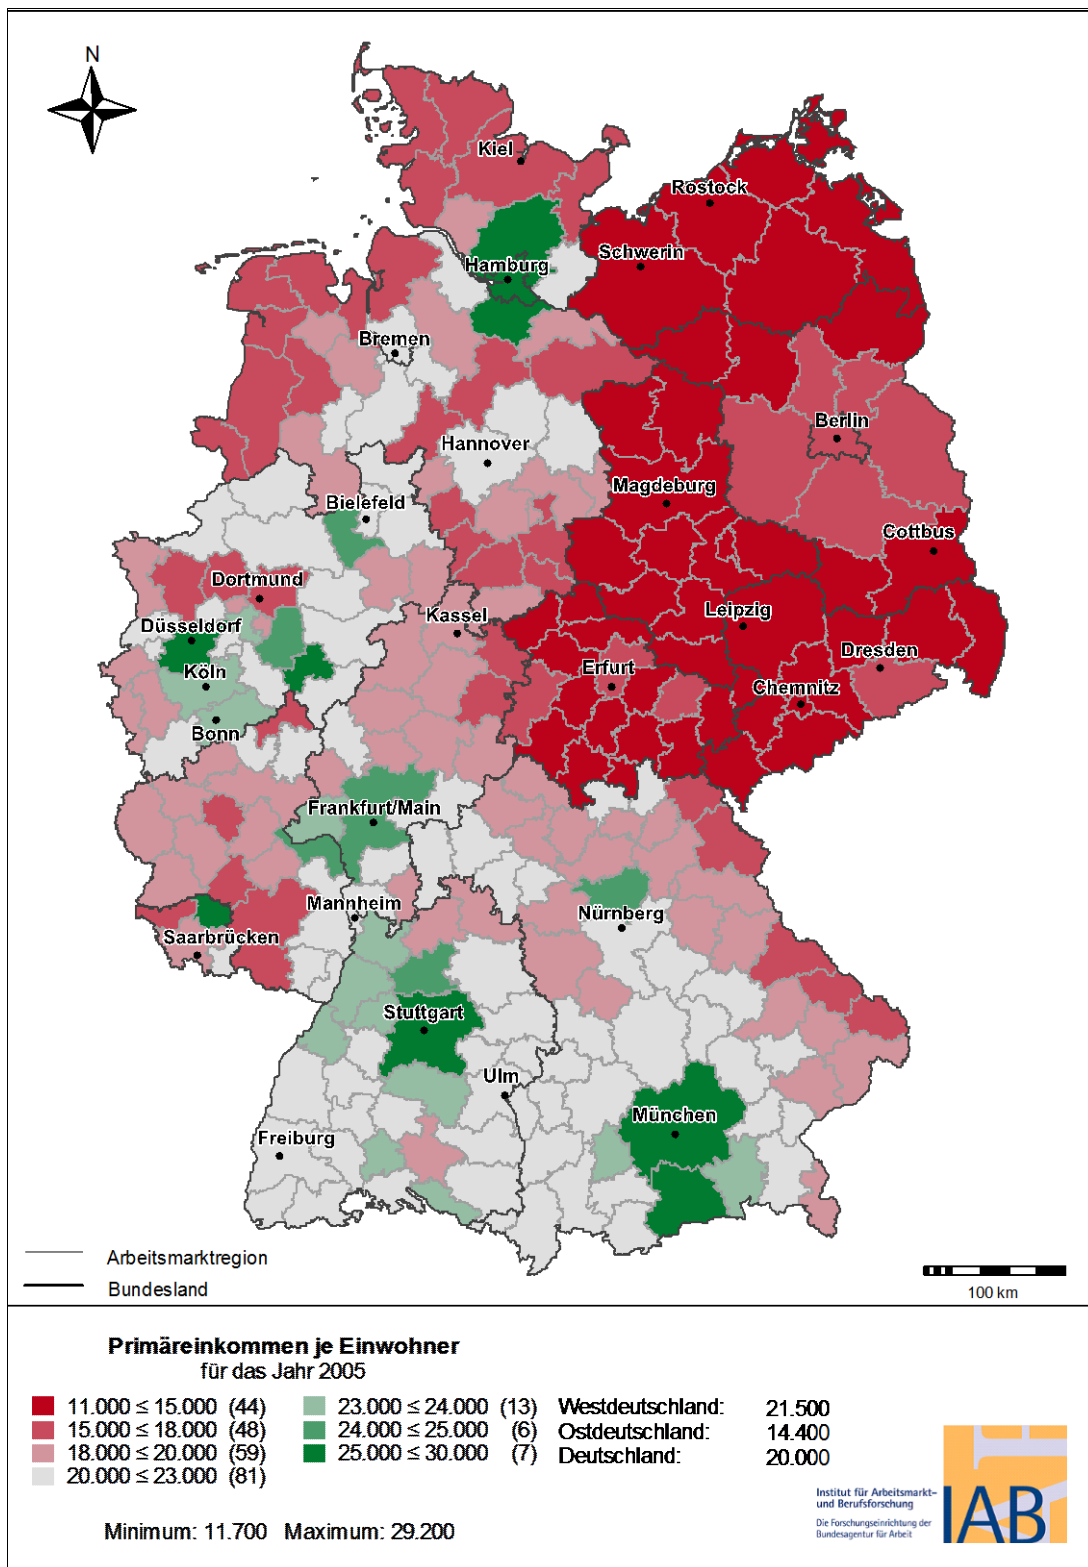 N
Kiel
Rostock
Schwerin
Hamburg
Bremen
Berlin
Hannover
Magdeburg
Bielefeld
Cottbus
Dortmund
Leipzig
Kassel
Düsseldorf
Dresden
Köln
Erfurt
Chemnitz
Bonn
Frankfurt/Main
Mannheim
Nürnberg
Saarbrücken
Stuttgart
Ulm
München
Freiburg
Arbeitsmarktregion
Bundesland
100 km
Primäreinkommen je Einwohner
für das Jahr 2005
11.000 ≤ 15.000 (44) 23.000 ≤ 24.000 (13) Westdeutschland: 21.500
15.000 ≤ 18.000 (48) 24.000 ≤ 25.000 (6) Ostdeutschland: 14.400
18.000 ≤ 20.000 (59) 25.000 ≤ 30.000 (7) Deutschland: 20.000
20.000 ≤ 23.000 (81)
Minimum: 11.700 Maximum: 29.200
Institut für Arbeitsmarkt-
und Berufsforschung
Die Forschungseinrichtung der
Bundesagentur für Arbeit
IAB